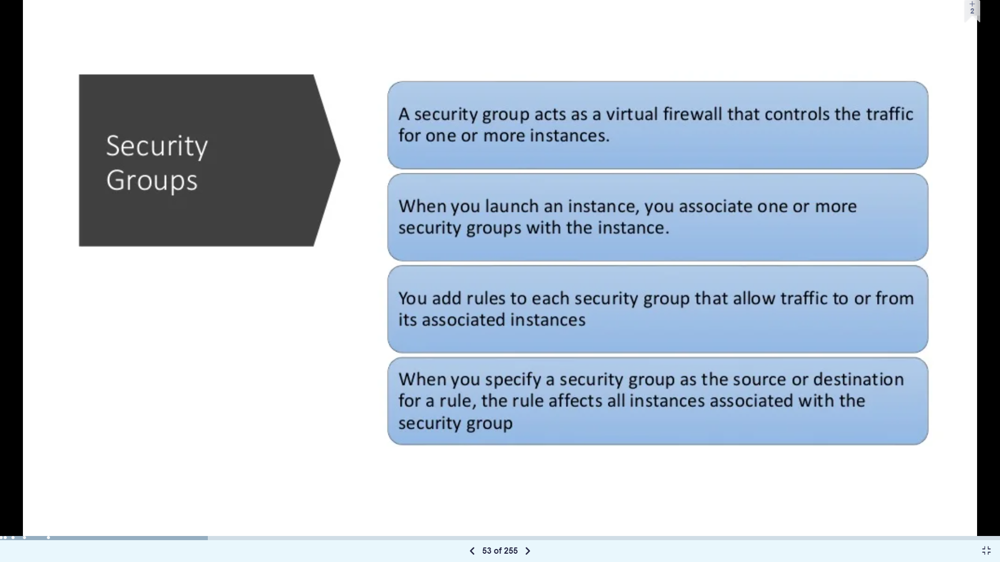 +
2
Security
Groups
A security group acts as a virtual firewall that controls the traffic
for one or more instances.
When you launch an instance, you associate one or more
security groups with the instance.
You add rules to each security group that allow traffic to or from
its associated instances
When you specify a security group as the source or destination
for a rule, the rule affects all instances associated with the
security group
53 of 255